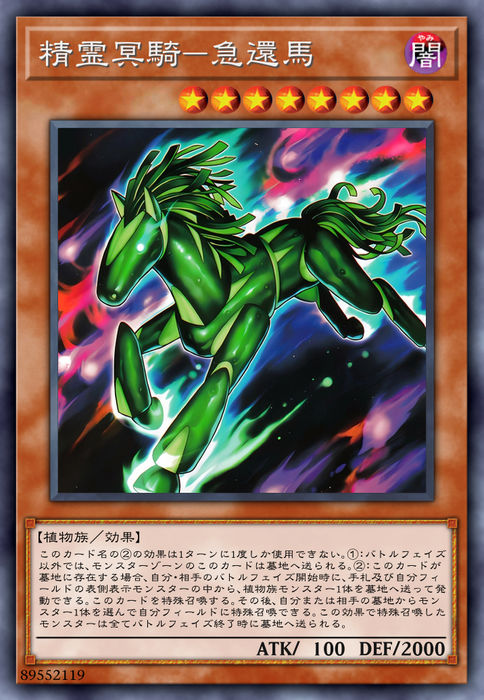 精霊冥騎－急還馬
やみ
闇
【植物族／効果】
このカード名の②の効果は1ターンに1度しか使用できない。①：バトルフェイズ
以外では、モンスターゾーンのこのカードは墓地へ送られる。②：このカードが
墓地に存在する場合、自分・相手のバトルフェイズ開始時に、手札及び自分フィ
ールドの表側表示モンスターの中から、植物族モンスター1体を墓地へ送って発
動できる。このカードを特殊召喚する。その後、自分または相手の墓地からモン
スター1体を選んで自分フィールドに特殊召喚できる。この効果で特殊召喚した
モンスターは全てバトルフェイズ終了時に墓地へ送られる。
ATK/ 100 DEF/2000
89552119